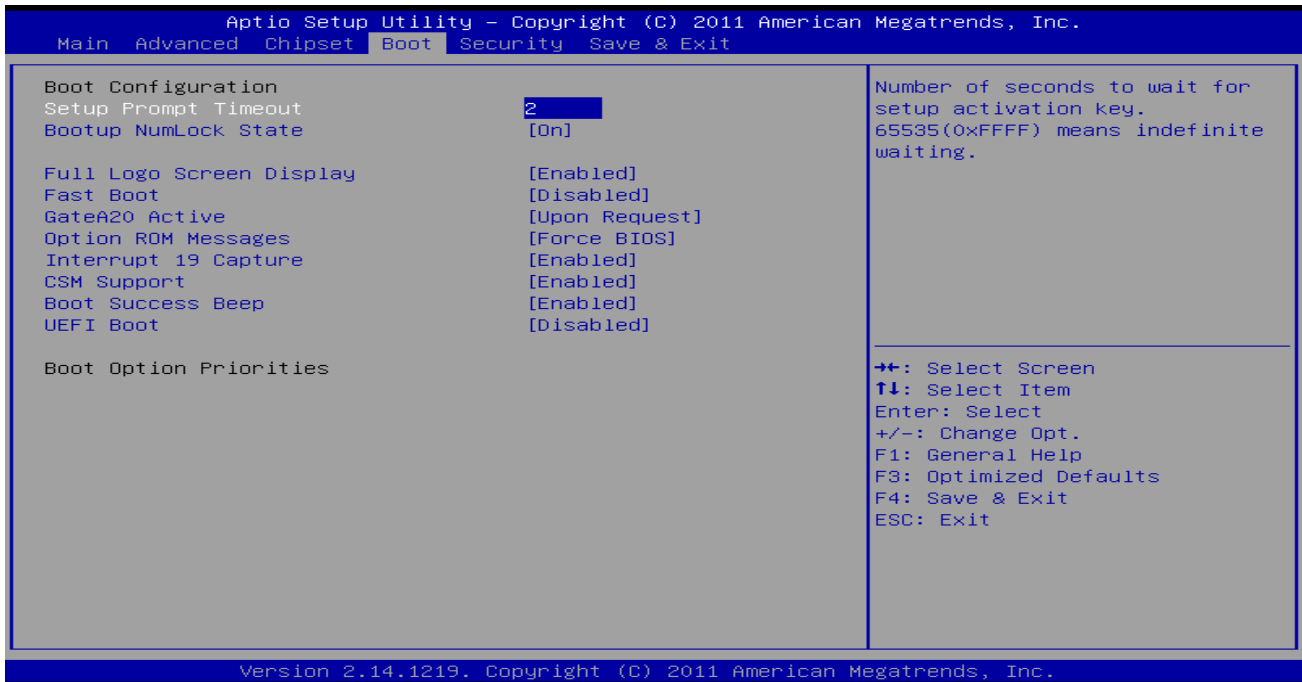 Aptio Setup Utility – Copyright (C) 2011 American Megatrends, Inc.
Main Advanced Chipset Boot Security Save & Exit
Boot Configuration
Setup Prompt Timeout 2
Bootup NumLock State [On]
Full Logo Screen Display [Enabled]
Fast Boot [Disabled]
GateA20 Active [Upon Request]
Option ROM Messages [Force BIOS]
Interrupt 19 Capture [Enabled]
CSM Support [Enabled]
Boot Success Beep [Enabled]
UEFI Boot [Disabled]
Boot Option Priorities
Number of seconds to wait for
setup activation key.
65535(0xFFFF) means indefinite
waiting.
→←: Select Screen
↑↓: Select Item
Enter: Select
+/-: Change Opt.
F1: General Help
F3: Optimized Defaults
F4: Save & Exit
ESC: Exit
Version 2.14.1219. Copyright (C) 2011 American Megatrends, Inc.